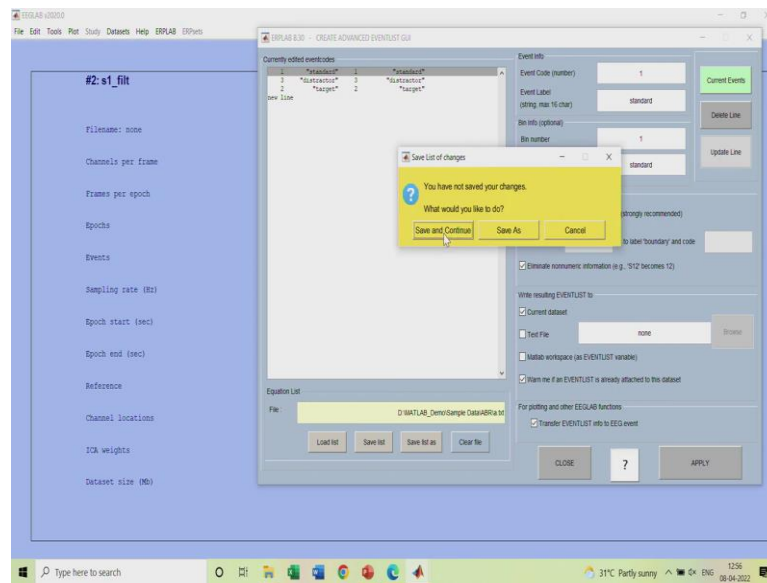 EEGLAB v2020.0
File Edit Tools Plot Study Datasets Help ERPLAB ERPsets
#2: s1_filt
Filename: none
Channels per frame
Frames per epoch
Epochs
Events
Sampling rate (Hz)
Epoch start (sec)
Epoch end (sec)
Reference
Channel locations
ICA weights
Dataset size (Mb)
ERPLAB 8.30 - CREATE ADVANCED EVENTLIST GUI
Currently edited eventcodes
1 "standard" 1 "standard"
3 "distractor" 3 "distractor"
2 "target" 2 "target"
new line
Equation List
File : D:\MATLAB_Demo\Sample Data\ABR\a.txt
Load list Save list Save list as Clear file
Event info
Event Code (number) 1
Event Label
(string, max 16 char) standard
Bin info (optional)
Bin number 1
standard
Current Events
Delete Line
Update Line
Save List of changes
You have not saved your changes.
What would you like to do?
Save and Continue Save As Cancel
(strongly recommended)
to label 'boundary' and code
Eliminate nonnumeric information (e.g., 'S12' becomes 12)
Write resulting EVENTLIST to
Current dataset
Text File none Browse
Matlab workspace (as EVENTLIST variable)
Warn me if an EVENTLIST is already attached to this dataset
For plotting and other EEGLAB functions
Transfer EVENTLIST info to EEG event
CLOSE ? APPLY
Type here to search
31°C Partly sunny
ENG
12:56
08-04-2022